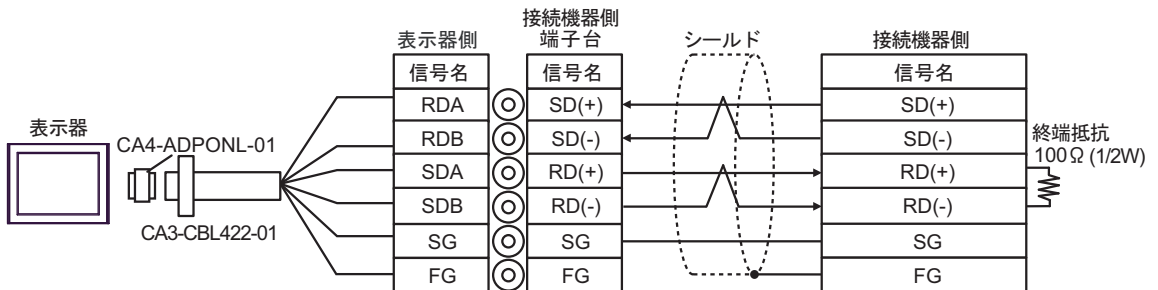 表示器
CA4-ADPONL-01
CA3-CBL422-01
表示器側
信号名
RDA
RDB
SDA
SDB
SG
FG
接続機器側
端子台
信号名
SD(+)
SD(-)
RD(+)
RD(-)
SG
FG
シールド
接続機器側
信号名
SD(+)
SD(-)
RD(+)
RD(-)
SG
FG
終端抵抗
100Ω (1/2W)